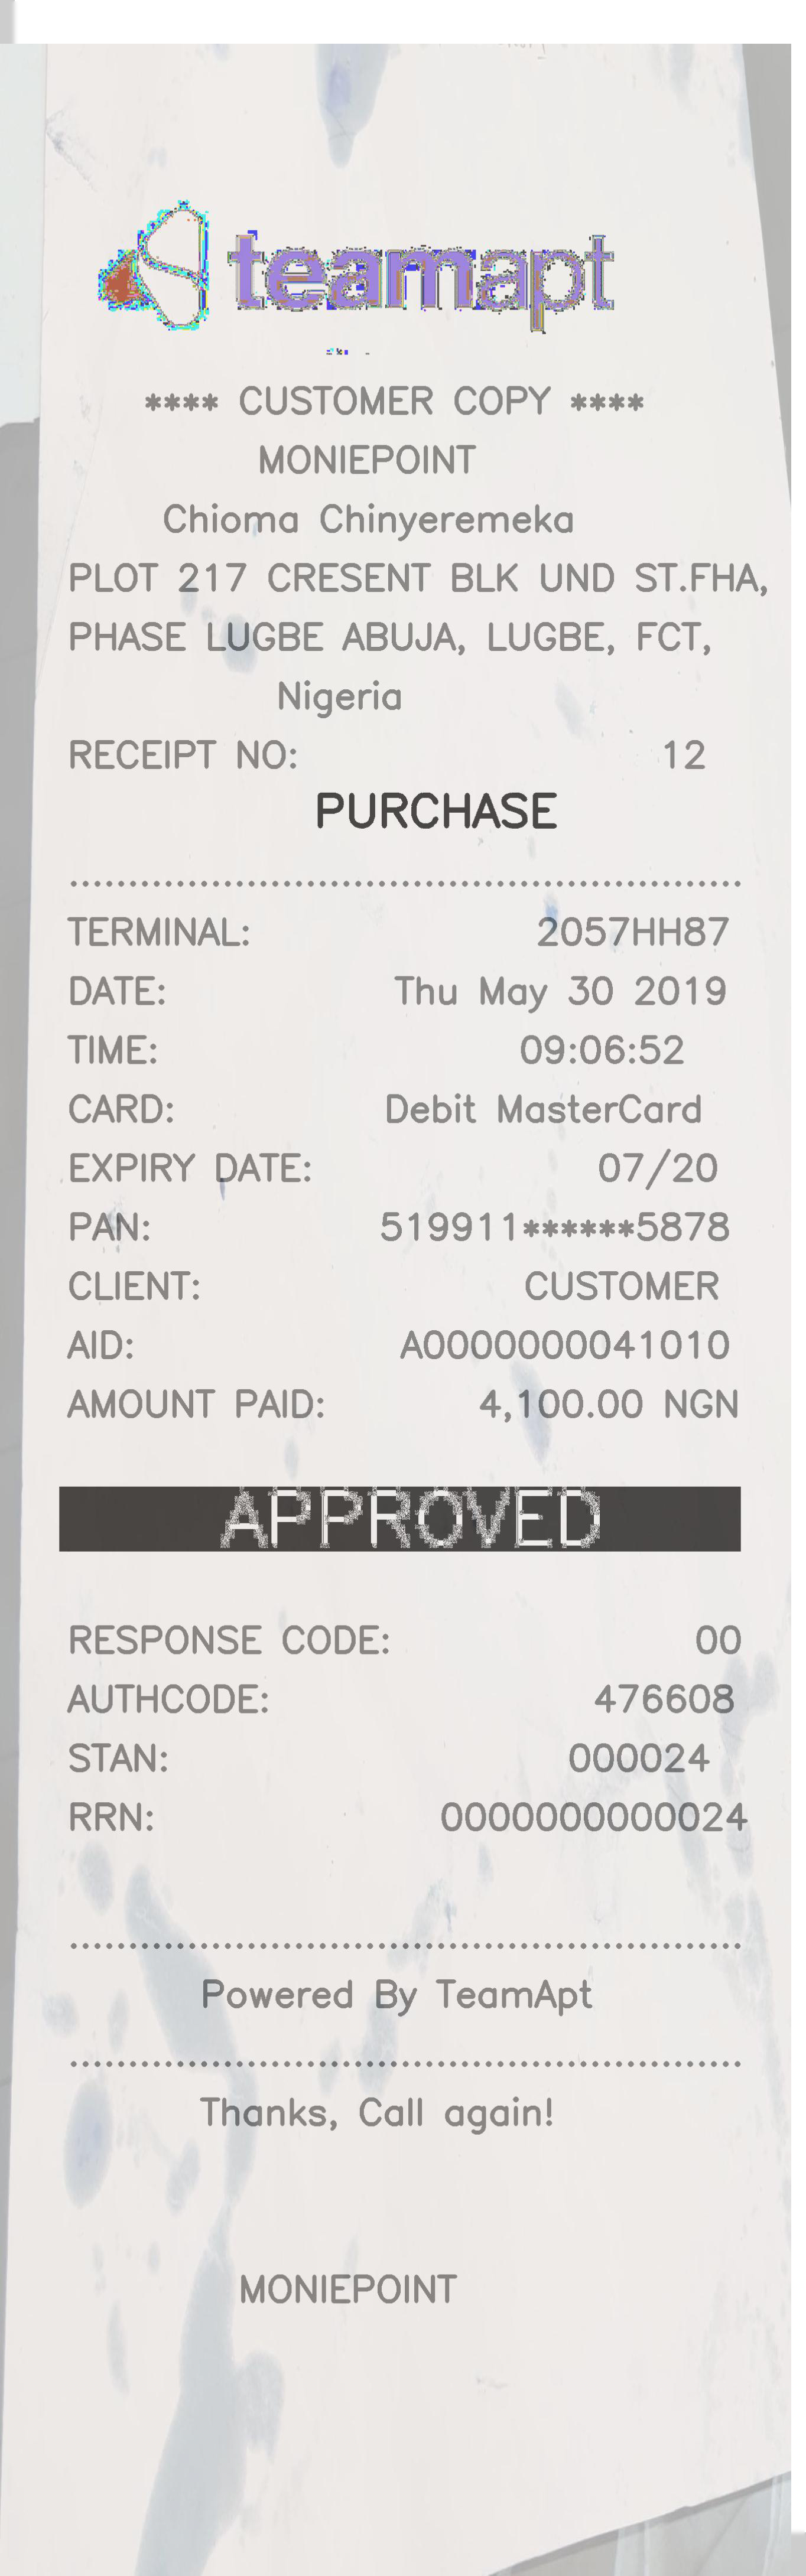 teamapt
**** CUSTOMER COPY ****
MONIEPOINT
Chioma Chinyeremeka
PLOT 217 CRESENT BLK UND ST.FHA,
PHASE LUGBE ABUJA, LUGBE, FCT,
Nigeria
RECEIPT NO: 12
PURCHASE
TERMINAL: 2057HH87
DATE: Thu May 30 2019
TIME: 09:06:52
CARD: Debit MasterCard
EXPIRY DATE: 07/20
PAN: 519911******5878
CLIENT: CUSTOMER
AID: A0000000041010
AMOUNT PAID: 4,100.00 NGN
APPROVED
RESPONSE CODE: 00
AUTHCODE: 476608
STAN: 000024
RRN: 0000000000024
Powered By TeamApt
Thanks, Call again!
MONIEPOINT